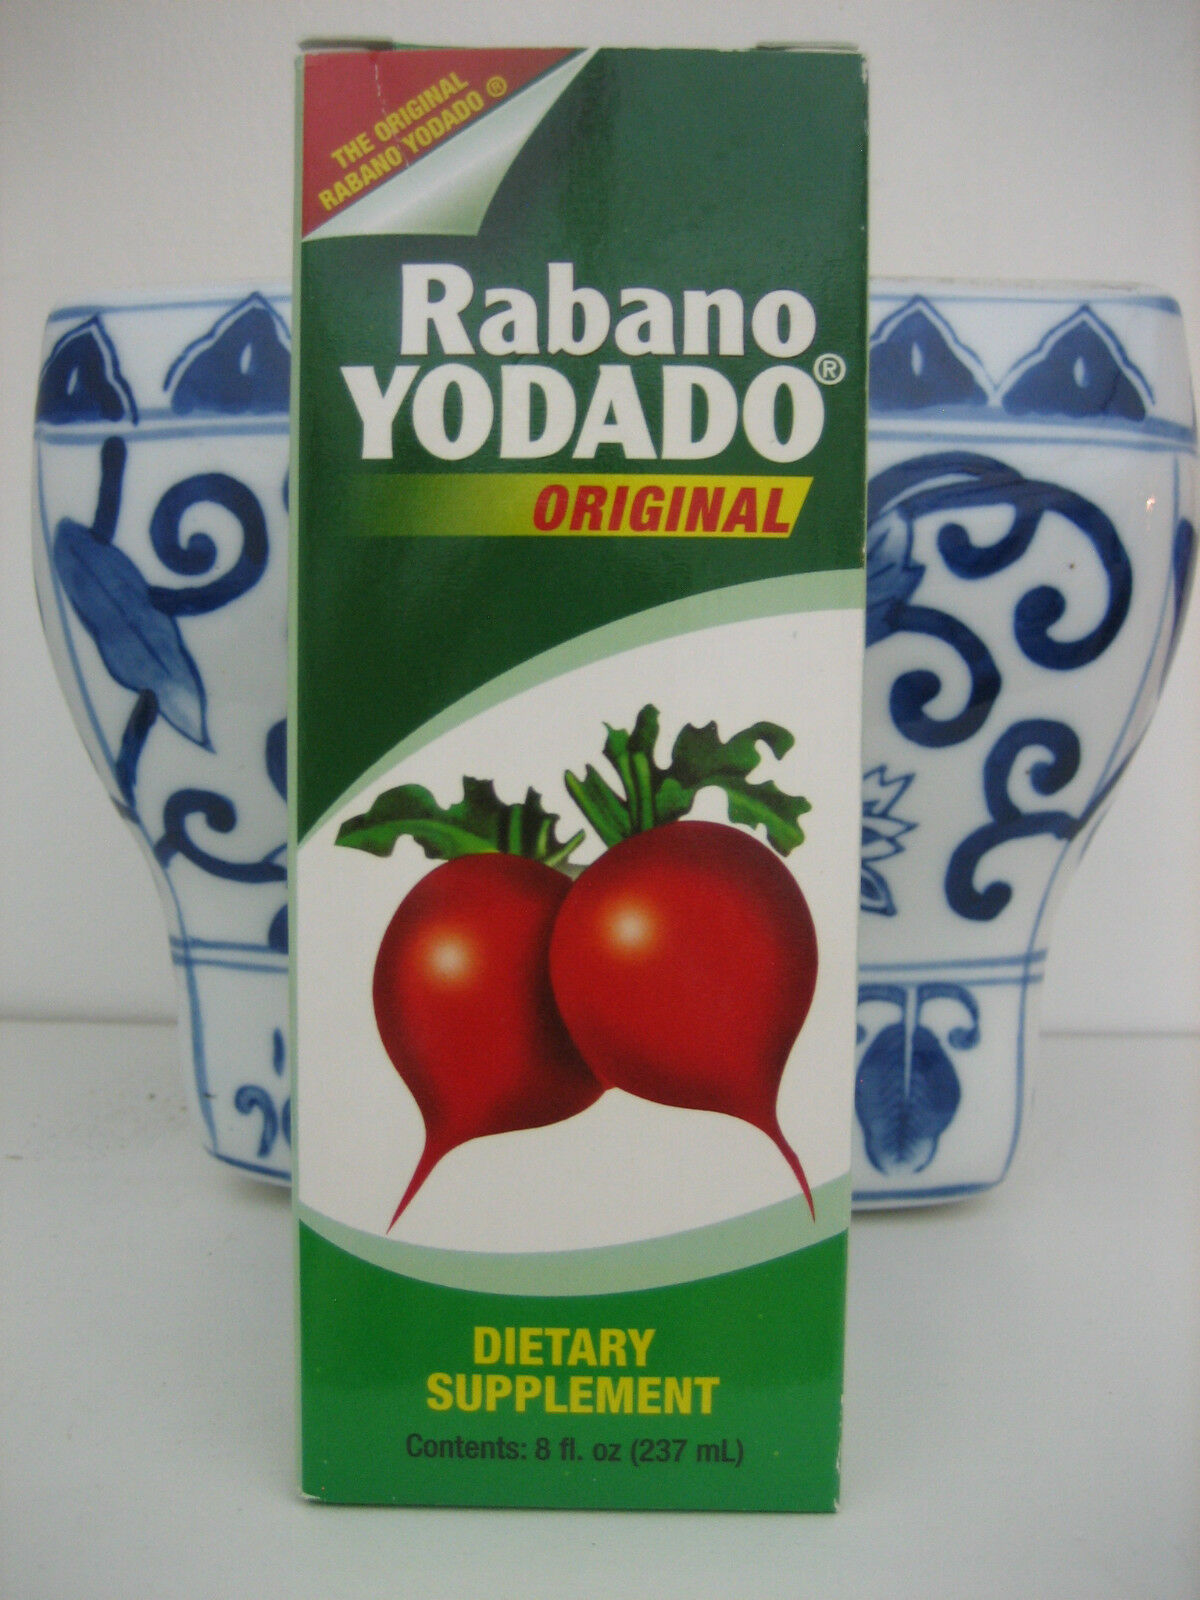 THE ORIGINAL
RABANO YODADO ®
Rabano
YODADO®
ORIGINAL
DIETARY
SUPPLEMENT
Contents: 8 fl. oz (237 mL)